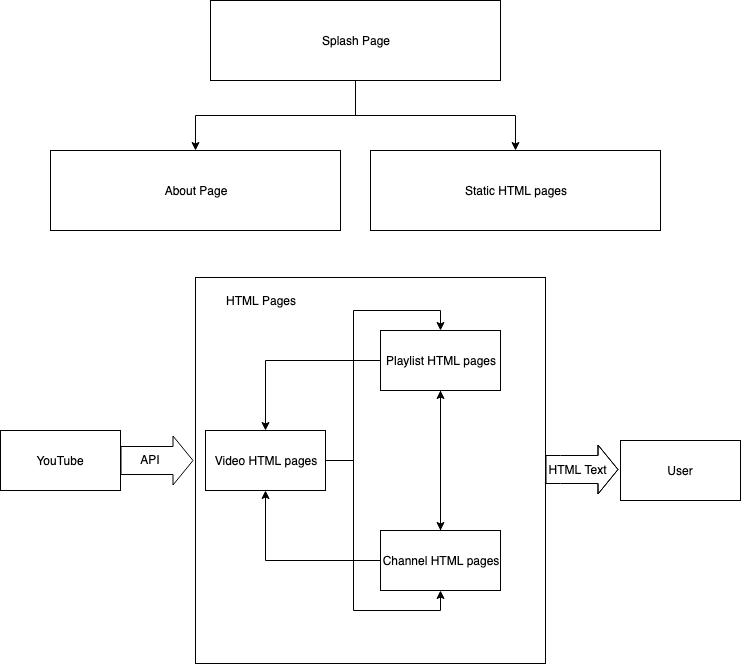 Splash Page
About Page
Static HTML pages
HTML Pages
Playlist HTML pages
YouTube
API
Video HTML pages
HTML Text
User
Channel HTML pages